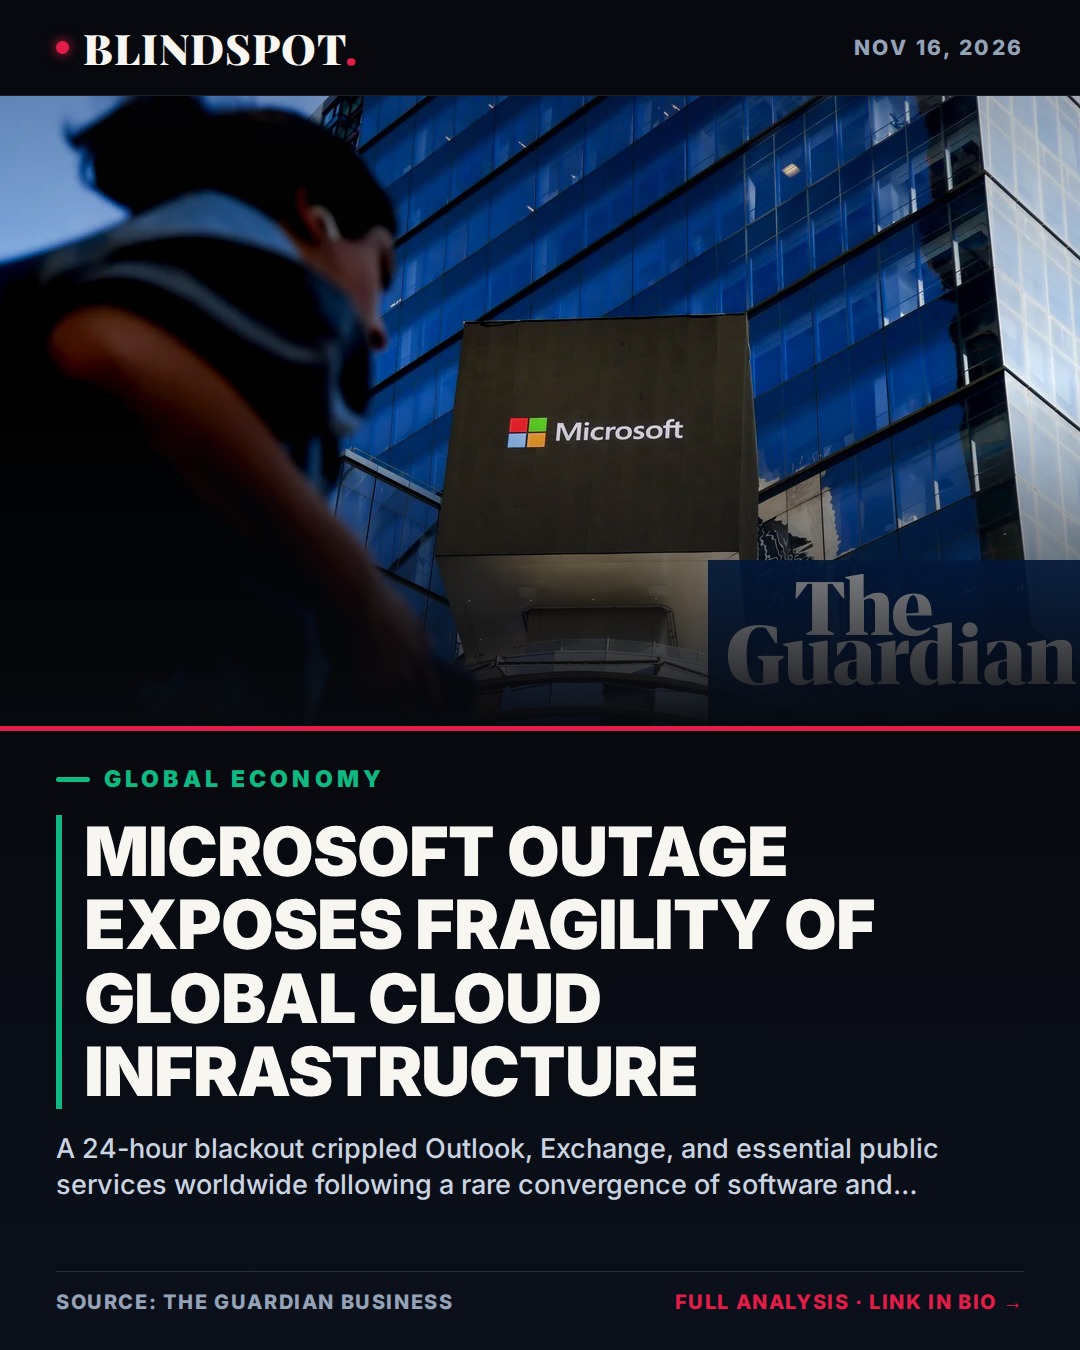 BLINDSPOT.
NOV 16, 2026
Microsoft
The
Guardian
GLOBAL ECONOMY
MICROSOFT OUTAGE
EXPOSES FRAGILITY OF
GLOBAL CLOUD
INFRASTRUCTURE
A 24-hour blackout crippled Outlook, Exchange, and essential public
services worldwide following a rare convergence of software and...
SOURCE: THE GUARDIAN BUSINESS
FULL ANALYSIS · LINK IN BIO →